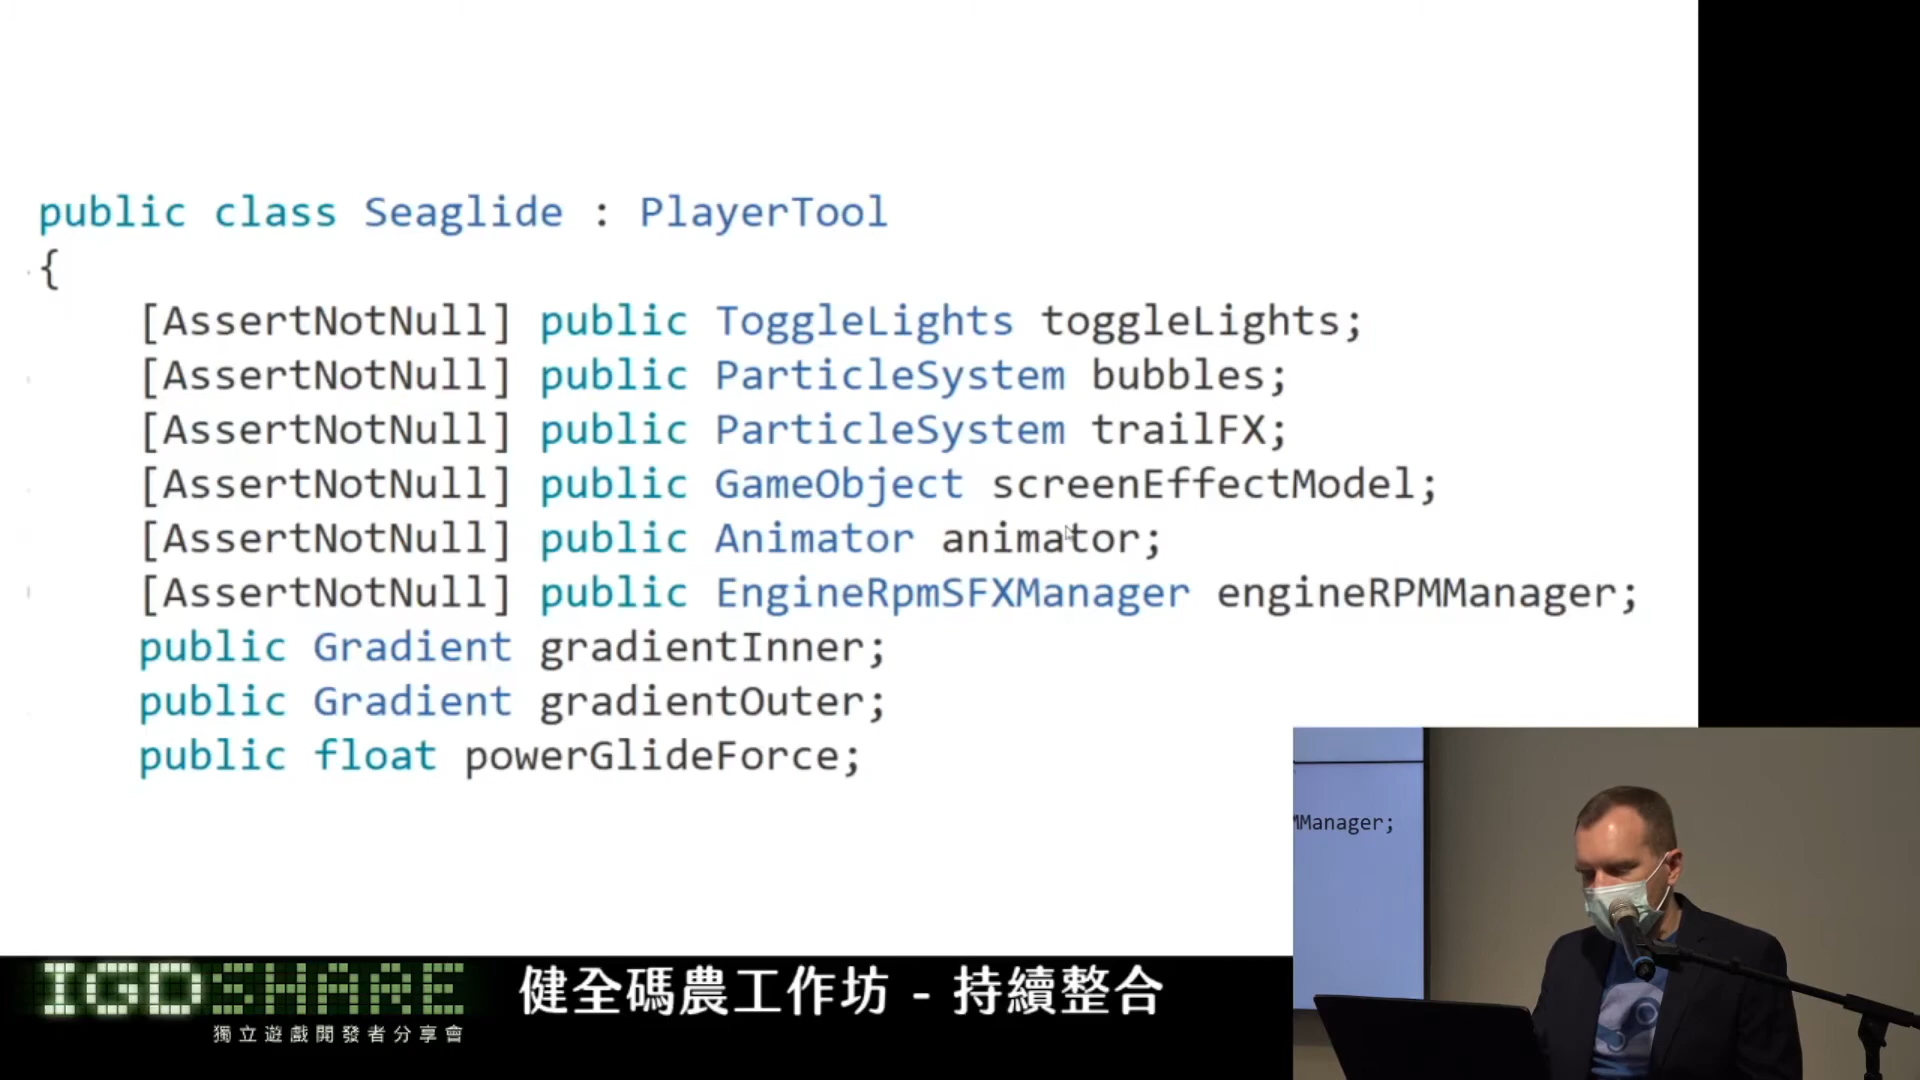 public class Seaglide : PlayerTool
{
[AssertNotNull] public ToggleLights toggleLights;
[AssertNotNull] public ParticleSystem bubbles;
[AssertNotNull] public ParticleSystem trailFX;
[AssertNotNull] public GameObject screenEffectModel;
[AssertNotNull] public Animator animator;
[AssertNotNull] public EngineRpmSFXManager engineRPMManager;
public Gradient gradientInner;
public Gradient gradientOuter;
public float powerGlideForce;
MManager;
IGDSHARE
獨立遊戲開發者分享會
健全碼農工作坊 - 持續整合